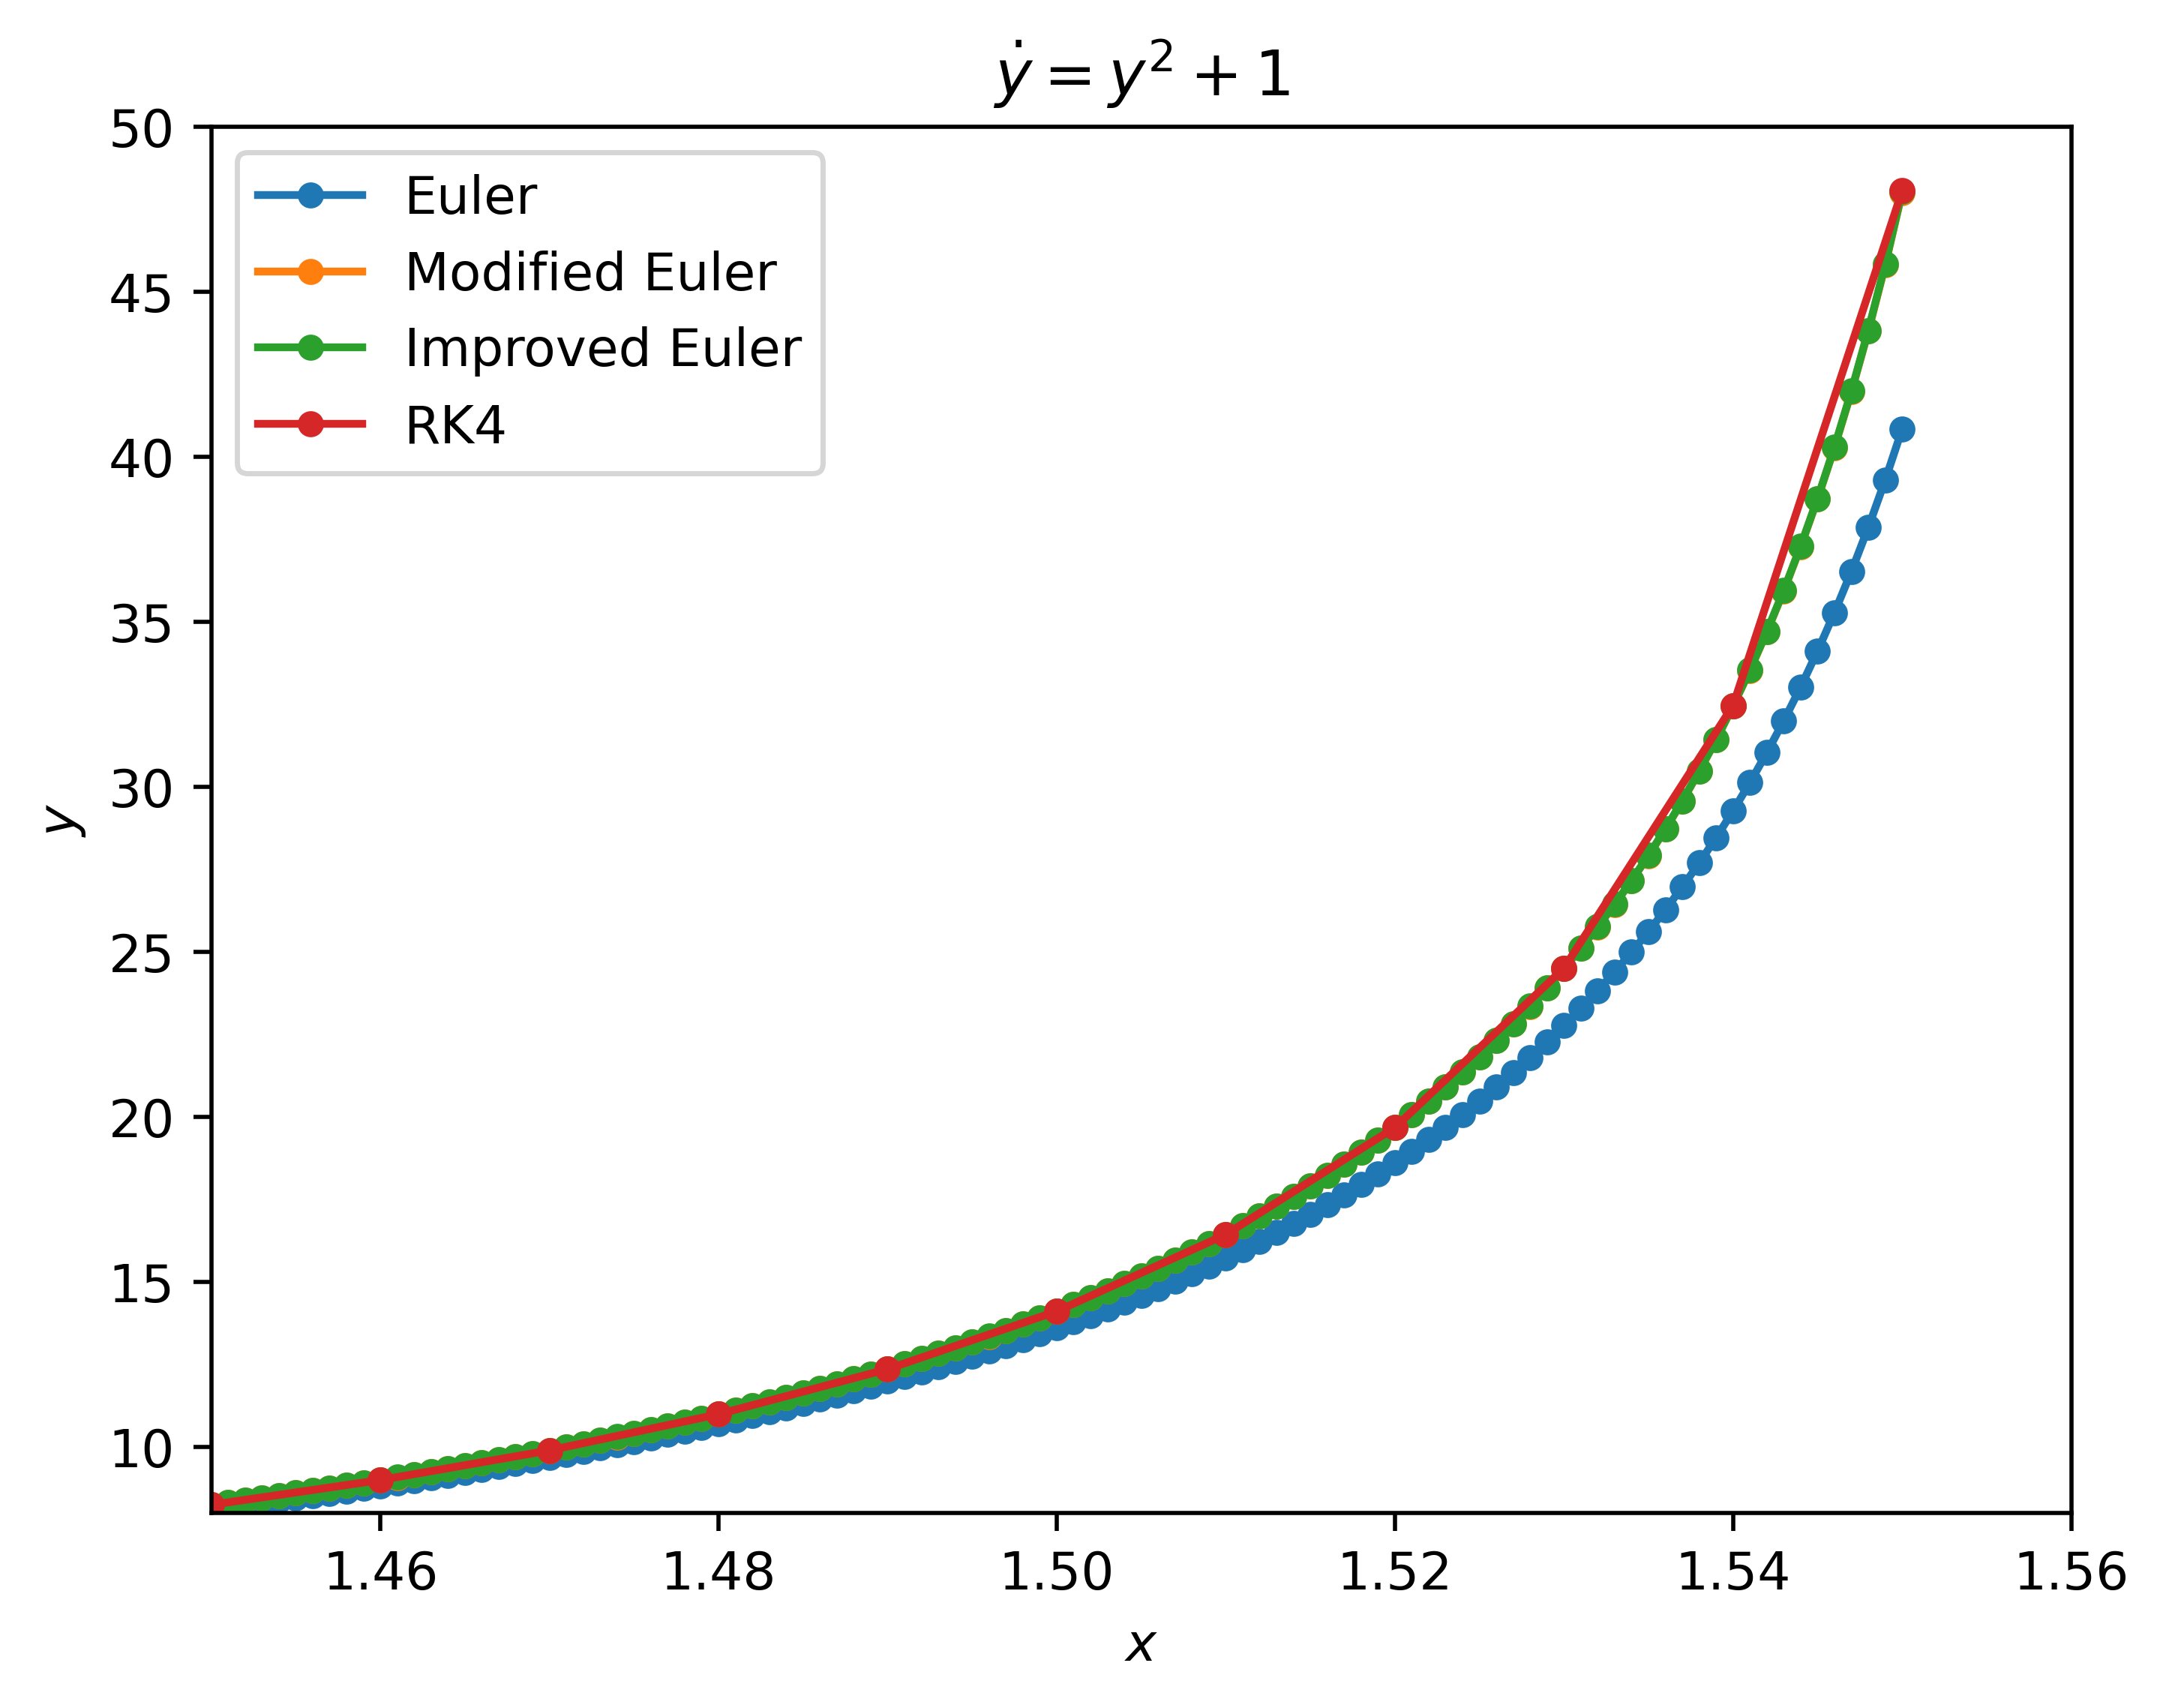 ẏ = y² + 1
50
45
40
35
30
25
20
15
10
y
Euler
Modified Euler
Improved Euler
RK4
1.46 1.48 1.50 1.52 1.54 1.56
x